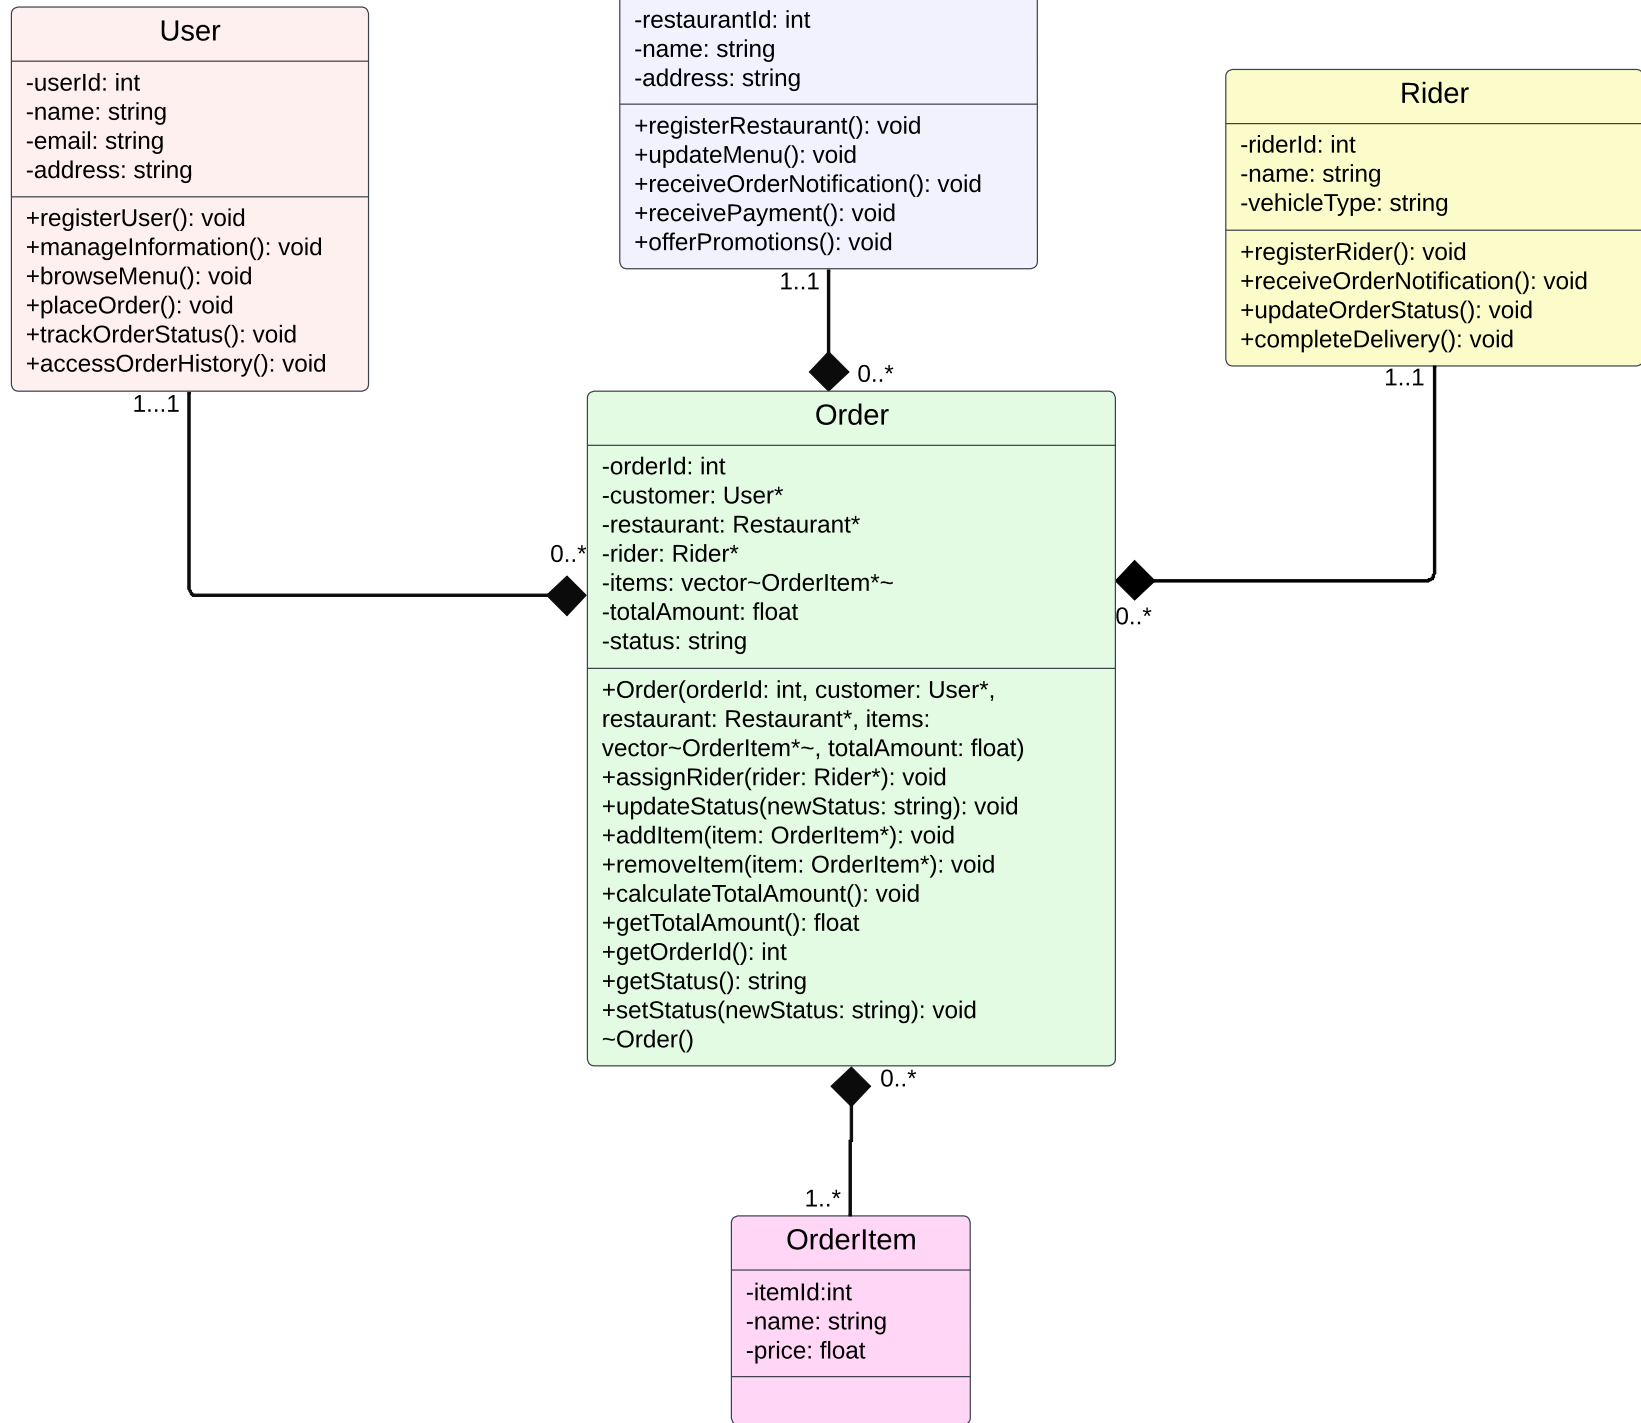 User
-userId: int
-name: string
-email: string
-address: string
+registerUser(): void
+manageInformation(): void
+browseMenu(): void
+placeOrder(): void
+trackOrderStatus(): void
+accessOrderHistory(): void
1...1
-restaurantId: int
-name: string
-address: string
+registerRestaurant(): void
+updateMenu(): void
+receiveOrderNotification(): void
+receivePayment(): void
+offerPromotions(): void
1..1
0..*
Rider
-riderId: int
-name: string
-vehicleType: string
+registerRider(): void
+receiveOrderNotification(): void
+updateOrderStatus(): void
+completeDelivery(): void
1..1
0..*
0..*
Order
-orderId: int
-customer: User*
-restaurant: Restaurant*
-rider: Rider*
-items: vector~OrderItem*~
-totalAmount: float
-status: string
+Order(orderId: int, customer: User*,
restaurant: Restaurant*, items:
vector~OrderItem*~, totalAmount: float)
+assignRider(rider: Rider*): void
+updateStatus(newStatus: string): void
+addItem(item: OrderItem*): void
+removeItem(item: OrderItem*): void
+calculateTotalAmount(): void
+getTotalAmount(): float
+getOrderId(): int
+getStatus(): string
+setStatus(newStatus: string): void
~Order()
0..*
1..*
OrderItem
-itemId:int
-name: string
-price: float